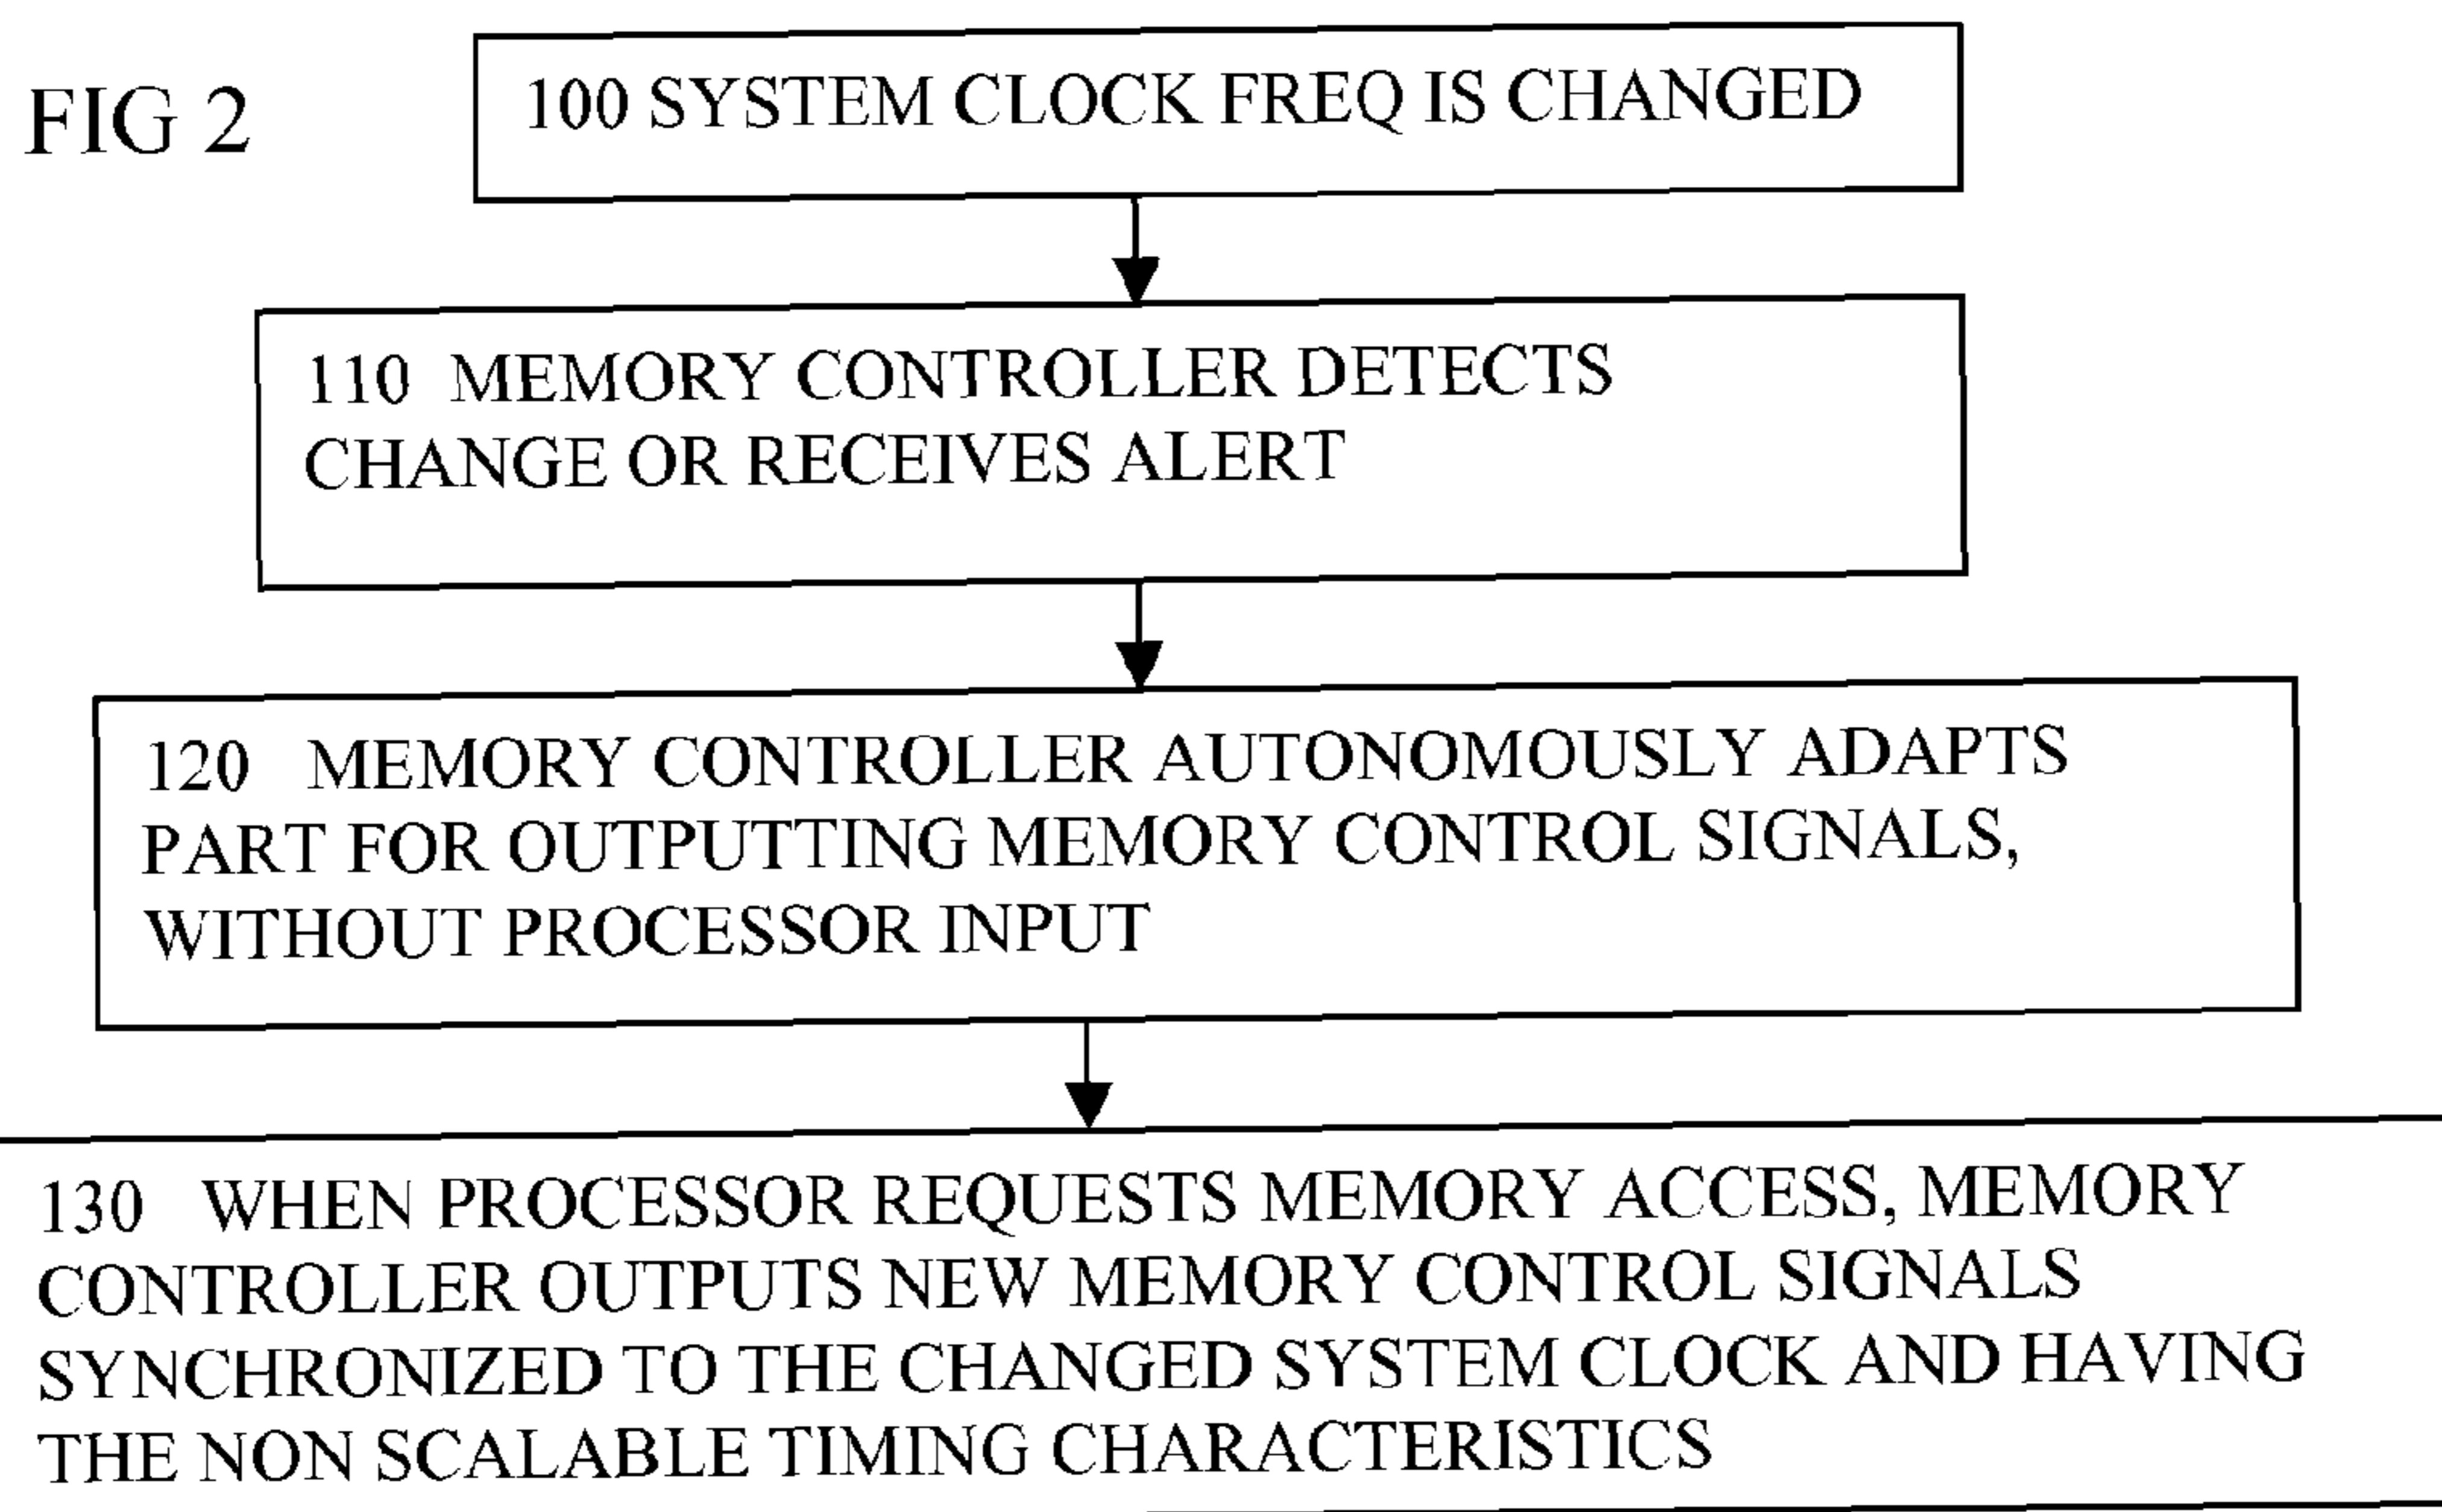 FIG 2
100 SYSTEM CLOCK FREQ IS CHANGED
110 MEMORY CONTROLLER DETECTS
CHANGE OR RECEIVES ALERT
120 MEMORY CONTROLLER AUTONOMOUSLY ADAPTS
PART FOR OUTPUTTING MEMORY CONTROL SIGNALS,
WITHOUT PROCESSOR INPUT
130 WHEN PROCESSOR REQUESTS MEMORY ACCESS, MEMORY
CONTROLLER OUTPUTS NEW MEMORY CONTROL SIGNALS
SYNCHRONIZED TO THE CHANGED SYSTEM CLOCK AND HAVING
THE NON SCALABLE TIMING CHARACTERISTICS